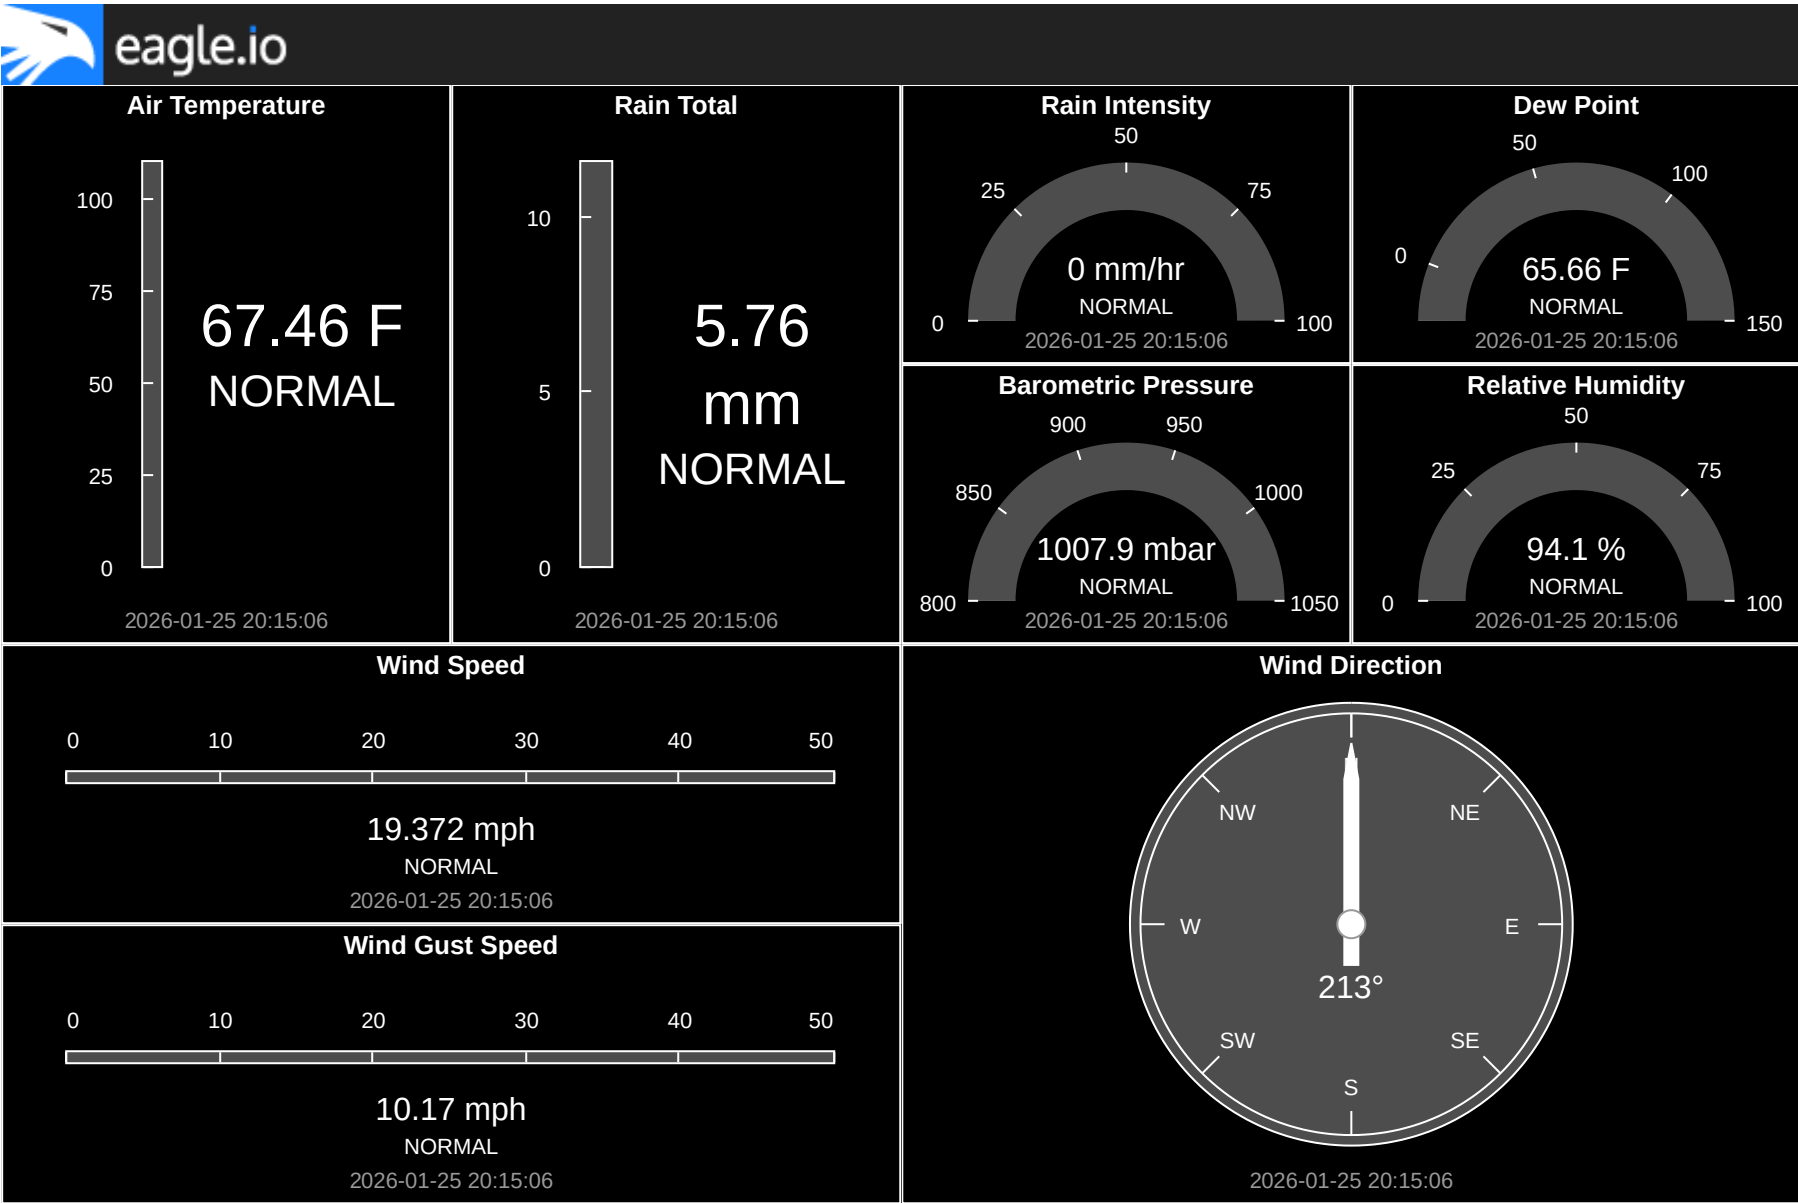 eagle.io
Air Temperature
100
75
50
25
0
67.46 F
NORMAL
2026-01-25 20:15:06
Rain Total
10
5
0
5.76
mm
NORMAL
2026-01-25 20:15:06
Rain Intensity
0
25
50
75
100
0 mm/hr
NORMAL
2026-01-25 20:15:06
Dew Point
0
50
100
150
65.66 F
NORMAL
2026-01-25 20:15:06
Barometric Pressure
800
850
900
950
1000
1050
1007.9 mbar
NORMAL
2026-01-25 20:15:06
Relative Humidity
0
25
50
75
100
94.1 %
NORMAL
2026-01-25 20:15:06
Wind Speed
0 10 20 30 40 50
19.372 mph
NORMAL
2026-01-25 20:15:06
Wind Gust Speed
0 10 20 30 40 50
10.17 mph
NORMAL
2026-01-25 20:15:06
Wind Direction
NW NE
W E
213°
SW SE
S
2026-01-25 20:15:06